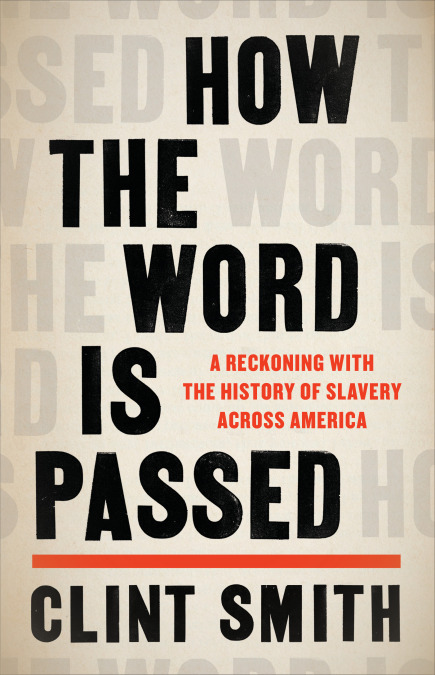 HOW
THE
WORD
IS
PASSED
A RECKONING WITH
THE HISTORY OF SLAVERY
ACROSS AMERICA
CLINT SMITH